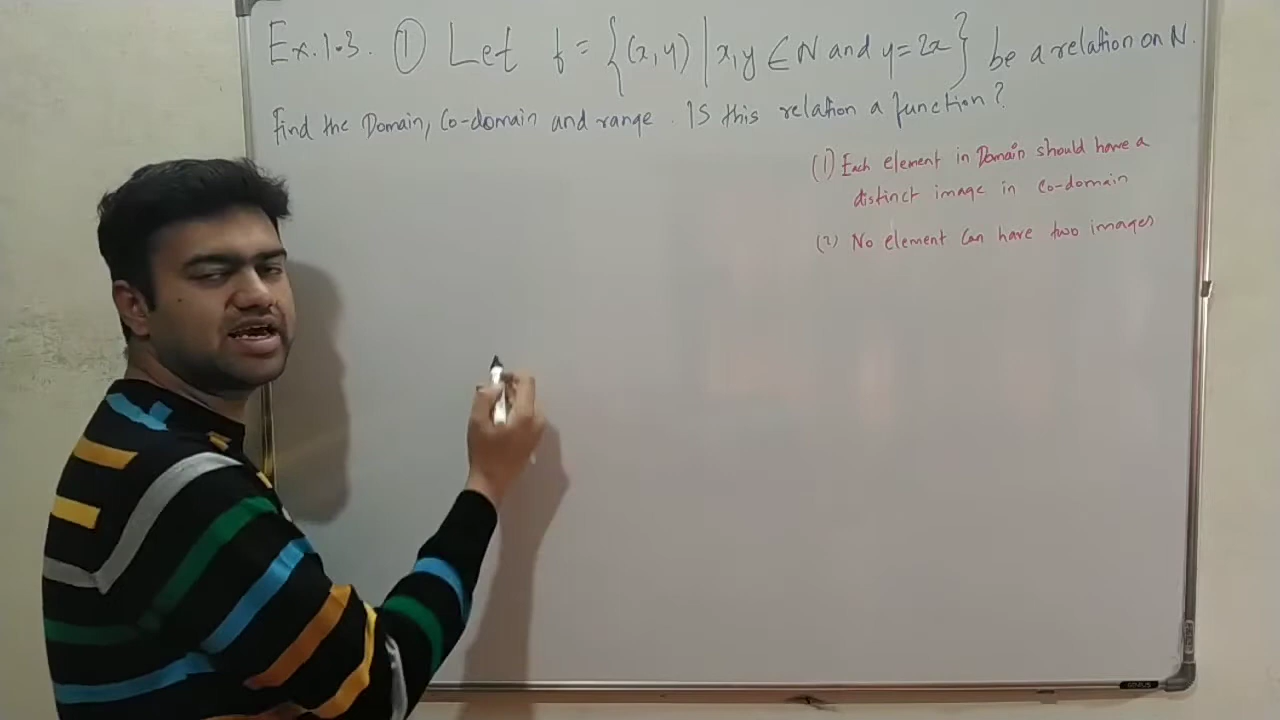 Ex.1.3. ① Let f = {(x,y) | x,y ∈ N and y = 2x} be a relation on N.
find the Domain, Co-domain and range. Is this relation a function?
(1) Each element in Domain should have a
distinct image in Co-domain
(2) No element can have two images